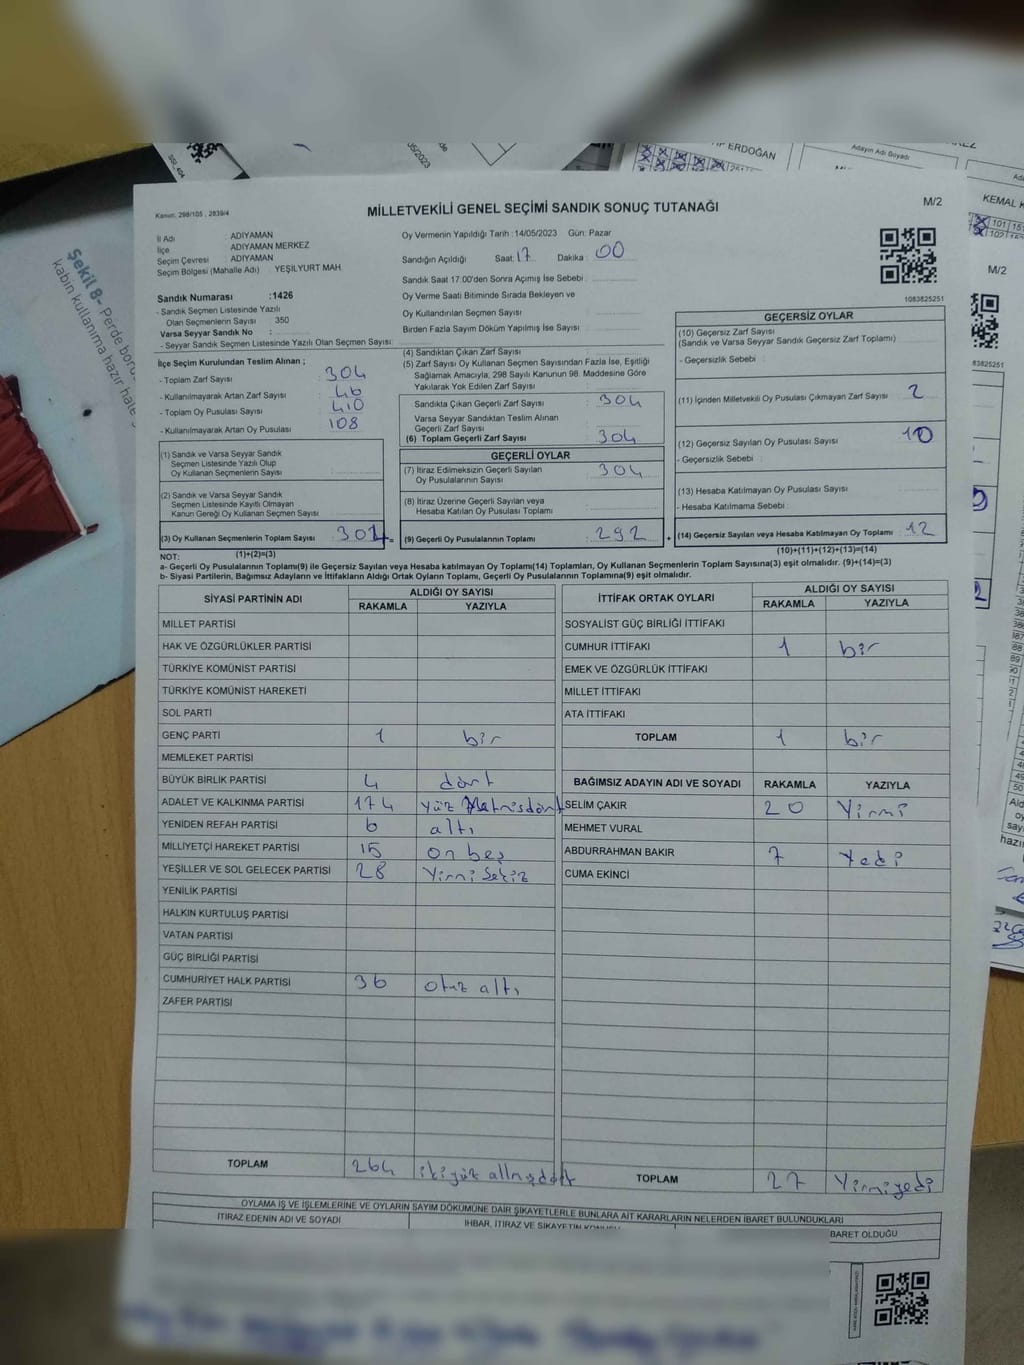 ERDOĞAN
Adayın Adı Soyadı
KEMAL
Şekil 8- Perde
kabin kullanıma hazır
M/2
Kanun. 298/105 , 2839/4
MİLLETVEKİLİ GENEL SEÇİMİ SANDIK SONUÇ TUTANAĞI
M/2
İl Adı : ADIYAMAN
İlçe : ADIYAMAN MERKEZ
Seçim Çevresi : ADIYAMAN
Seçim Bölgesi (Mahalle Adı) : YEŞİLYURT MAH.
Oy Vermenin Yapıldığı Tarih :14/05/2023 Gün: Pazar
Sandığın Açıldığı Saat: 17 Dakika : 00
Sandık Saat 17.00'den Sonra Açımış İse Sebebi :
Oy Verme Saati Bitiminde Sırada Bekleyen ve
Oy Kullandırılan Seçmen Sayısı :
Birden Fazla Sayım Döküm Yapılmış İse Sayısı :
1083825251
Sandık Numarası :1426
- Sandık Seçmen Listesinde Yazılı
Olan Seçmenlerin Sayısı : 350
Varsa Seyyar Sandık No :
- Seyyar Sandık Seçmen Listesinde Yazılı Olan Seçmen Sayısı :
İlçe Seçim Kurulundan Teslim Alınan ;
- Toplam Zarf Sayısı : 304
- Kullanılmayarak Artan Zarf Sayısı : 46
- Toplam Oy Pusulası Sayısı : 410
- Kullanılmayarak Artan Oy Pusulası : 108
(1) Sandık ve Varsa Seyyar Sandık
Seçmen Listesinde Yazılı Olup
Oy Kullanan Seçmenlerin Sayısı :
(2) Sandık ve Varsa Seyyar Sandık
Seçmen Listesinde Kayıtlı Olmayan
Kanun Gereği Oy Kullanan Seçmen Sayısı :
(3) Oy Kullanan Seçmenlerin Toplam Sayısı : 304 =
(4) Sandıktan Çıkan Zarf Sayısı :
(5) Zarf Sayısı Oy Kullanan Seçmen Sayısından Fazla İse, Eşitliği
Sağlamak Amacıyla; 298 Sayılı Kanunun 98. Maddesine Göre
Yakılarak Yok Edilen Zarf Sayısı :
Sandıkta Çıkan Geçerli Zarf Sayısı : 304
Varsa Seyyar Sandıktan Teslim Alınan
Geçerli Zarf Sayısı :
(6) Toplam Geçerli Zarf Sayısı : 304
GEÇERLİ OYLAR
(7) İtiraz Edilmeksizin Geçerli Sayılan
Oy Pusulalarının Sayısı : 304
(8) İtiraz Üzerine Geçerli Sayılan veya
Hesaba Katılan Oy Pusulası Toplamı :
(9) Geçerli Oy Pusulalarının Toplamı : 292 +
GEÇERSİZ OYLAR
(10) Geçersiz Zarf Sayısı
(Sandık ve Varsa Seyyar Sandık Geçersiz Zarf Toplamı) :
- Geçersizlik Sebebi :
(11) İçinden Milletvekili Oy Pusulası Çıkmayan Zarf Sayısı : 2
(12) Geçersiz Sayılan Oy Pusulası Sayısı : 10
- Geçersizlik Sebebi :
(13) Hesaba Katılmayan Oy Pusulası Sayısı :
- Hesaba Katılmama Sebebi :
(14) Geçersiz Sayılan veya Hesaba Katılmayan Oy Toplamı : 12
NOT: (1)+(2)=(3)
(10)+(11)+(12)+(13)=(14)
a- Geçerli Oy Pusulalarının Toplamı(9) ile Geçersiz Sayılan veya Hesaba katılmayan Oy Toplamı(14) Toplamları, Oy Kullanan Seçmenlerin Toplam Sayısına(3) eşit olmalıdır. (9)+(14)=(3)
b- Siyasi Partilerin, Bağımsız Adayların ve İttifakların Aldığı Ortak Oyların Toplamı, Geçerli Oy Pusulalarının Toplamına(9) eşit olmalıdır.
SİYASİ PARTİNİN ADI ALDIĞI OY SAYISI
RAKAMLA YAZIYLA
MİLLET PARTİSİ
HAK VE ÖZGÜRLÜKLER PARTİSİ
TÜRKİYE KOMÜNİST PARTİSİ
TÜRKİYE KOMÜNİST HAREKETİ
SOL PARTİ
GENÇ PARTİ 1 bir
MEMLEKET PARTİSİ
BÜYÜK BİRLİK PARTİSİ 4 dört
ADALET VE KALKINMA PARTİSİ 174 yüz yetmişdört
YENİDEN REFAH PARTİSİ 6 altı
MİLLİYETÇİ HAREKET PARTİSİ 15 on beş
YEŞİLLER VE SOL GELECEK PARTİSİ 28 Yirmi Sekiz
YENİLİK PARTİSİ
HALKIN KURTULUŞ PARTİSİ
VATAN PARTİSİ
GÜÇ BİRLİĞİ PARTİSİ
CUMHURİYET HALK PARTİSİ 36 otuz altı
ZAFER PARTİSİ
TOPLAM 264 ikiyüz altmışdört
İTTİFAK ORTAK OYLARI ALDIĞI OY SAYISI
RAKAMLA YAZIYLA
SOSYALİST GÜÇ BİRLİĞİ İTTİFAKI
CUMHUR İTTİFAKI 1 bir
EMEK VE ÖZGÜRLÜK İTTİFAKI
MİLLET İTTİFAKI
ATA İTTİFAKI
TOPLAM 1 bir
BAĞIMSIZ ADAYIN ADI VE SOYADI RAKAMLA YAZIYLA
SELİM ÇAKIR 20 Yirmi
MEHMET VURAL
ABDURRAHMAN BAKIR 7 Yedi
CUMA EKİNCİ
TOPLAM 27 Yirmiyedi
OYLAMA İŞ VE İŞLEMLERİNE VE OYLARIN SAYIM DÖKÜMÜNE DAİR ŞİKAYETLERLE BUNLARA AİT KARARLARIN NELERDEN İBARET BULUNDUKLARI
İTİRAZ EDENİN ADI VE SOYADI İHBAR, İTİRAZ VE ŞİKAYETİN KONUSU BARET OLDUĞU